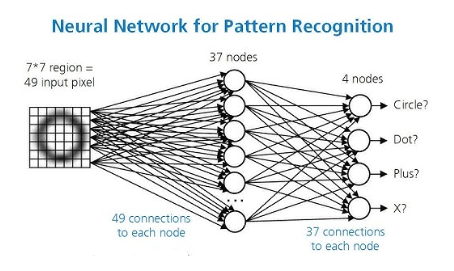 Neural Network for Pattern Recognition
7*7 region =
49 input pixel
37 nodes
4 nodes
Circle?
Dot?
Plus?
X?
...
49 connections
to each node
37 connections
to each node